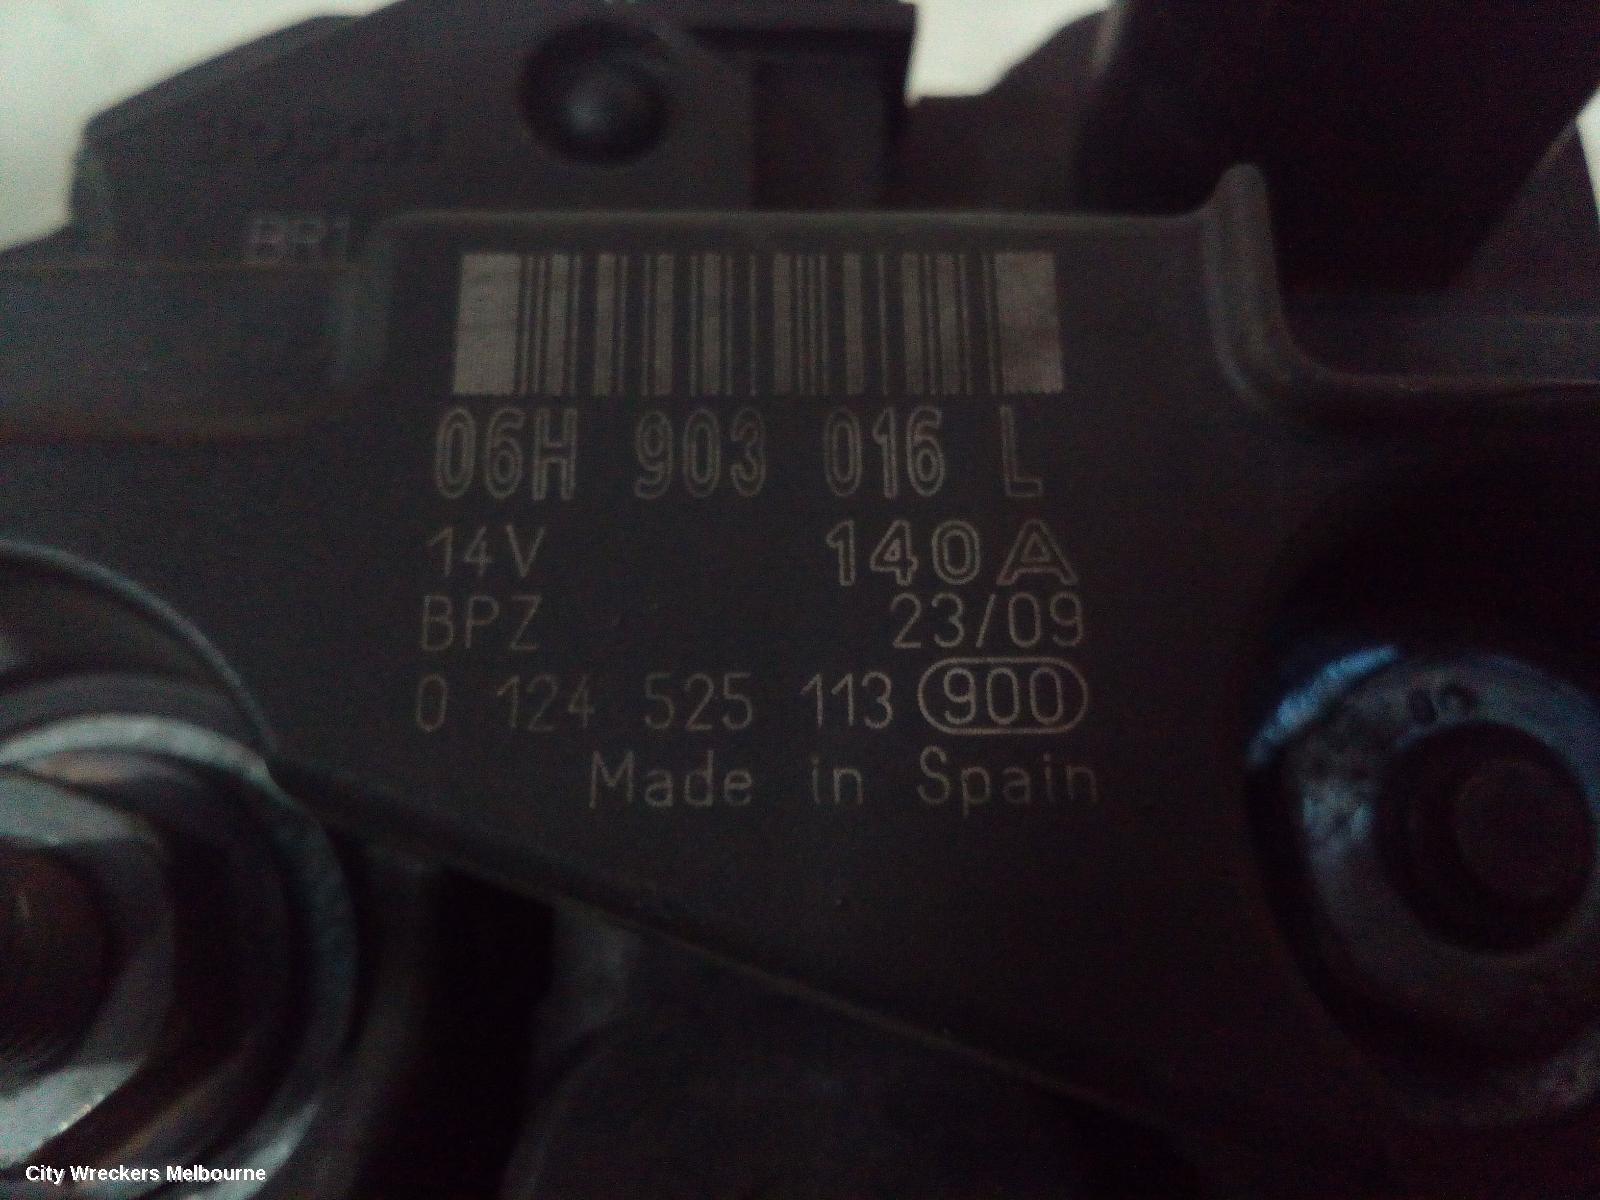 BR1
06H 903 016 L
14V 140A
BPZ 23/09
0 124 525 113 900
Made in Spain
City Wreckers Melbourne